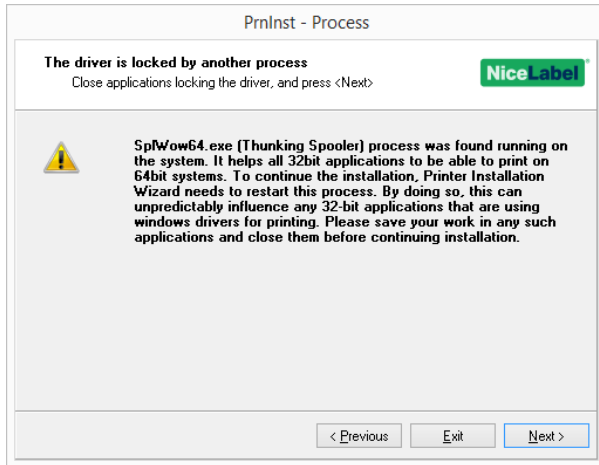 PrnInst - Process
The driver is locked by another process
Close applications locking the driver, and press <Next>
NiceLabel
SplWow64.exe (Thunking Spooler) process was found running on
the system. It helps all 32bit applications to be able to print on
64bit systems. To continue the installation, Printer Installation
Wizard needs to restart this process. By doing so, this can
unpredictably influence any 32-bit applications that are using
windows drivers for printing. Please save your work in any such
applications and close them before continuing installation.
< Previous
Exit
Next >